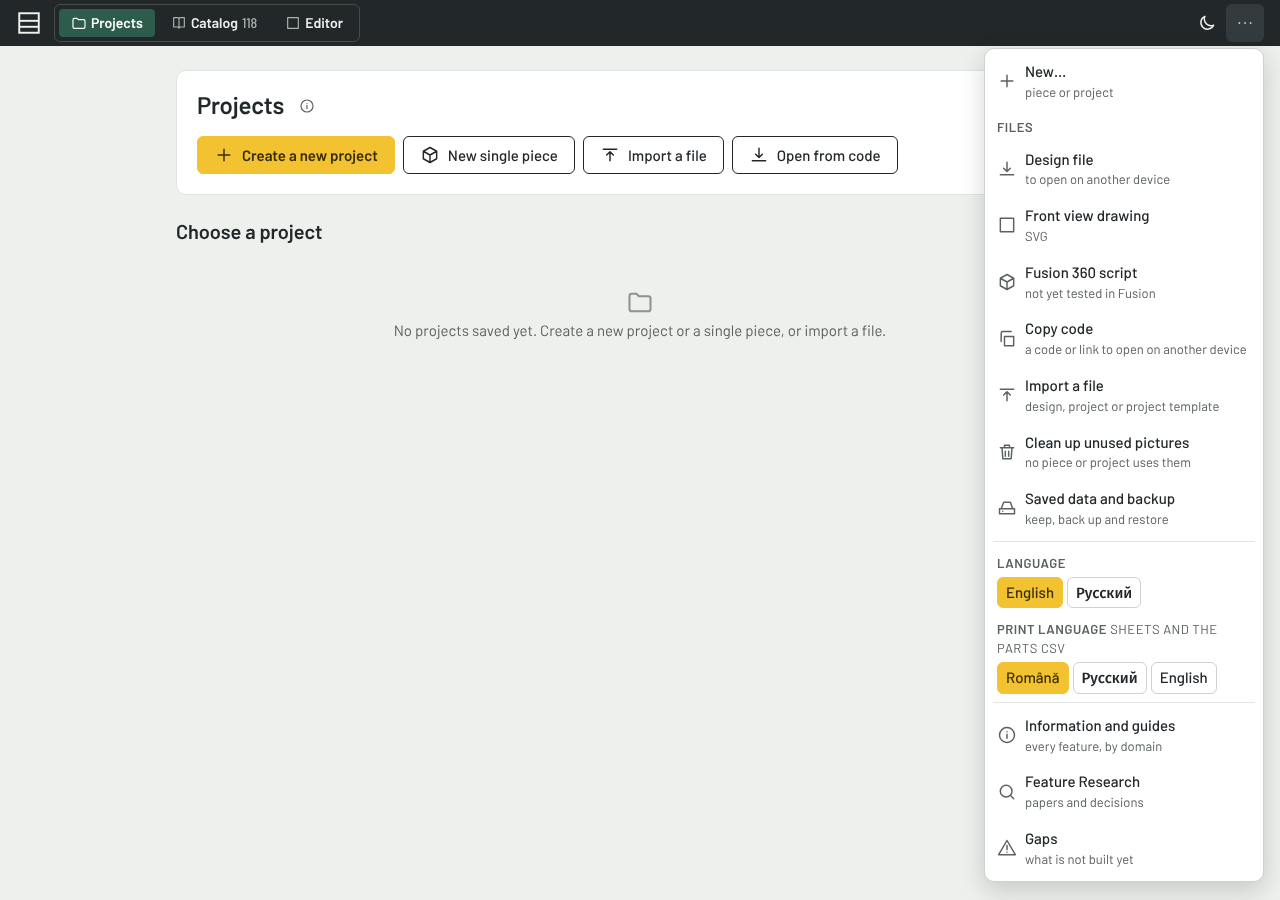 Projects
Catalog 118
Editor
New...
piece or project
FILES
Design file
to open on another device
Front view drawing
SVG
Fusion 360 script
not yet tested in Fusion
Copy code
a code or link to open on another device
Import a file
design, project or project template
Clean up unused pictures
no piece or project uses them
Saved data and backup
keep, back up and restore
LANGUAGE
English
Русский
PRINT LANGUAGE SHEETS AND THE
PARTS CSV
Română
Русский
English
Information and guides
every feature, by domain
Feature Research
papers and decisions
Gaps
what is not built yet
Projects
Create a new project
New single piece
Import a file
Open from code
Choose a project
No projects saved yet. Create a new project or a single piece, or import a file.